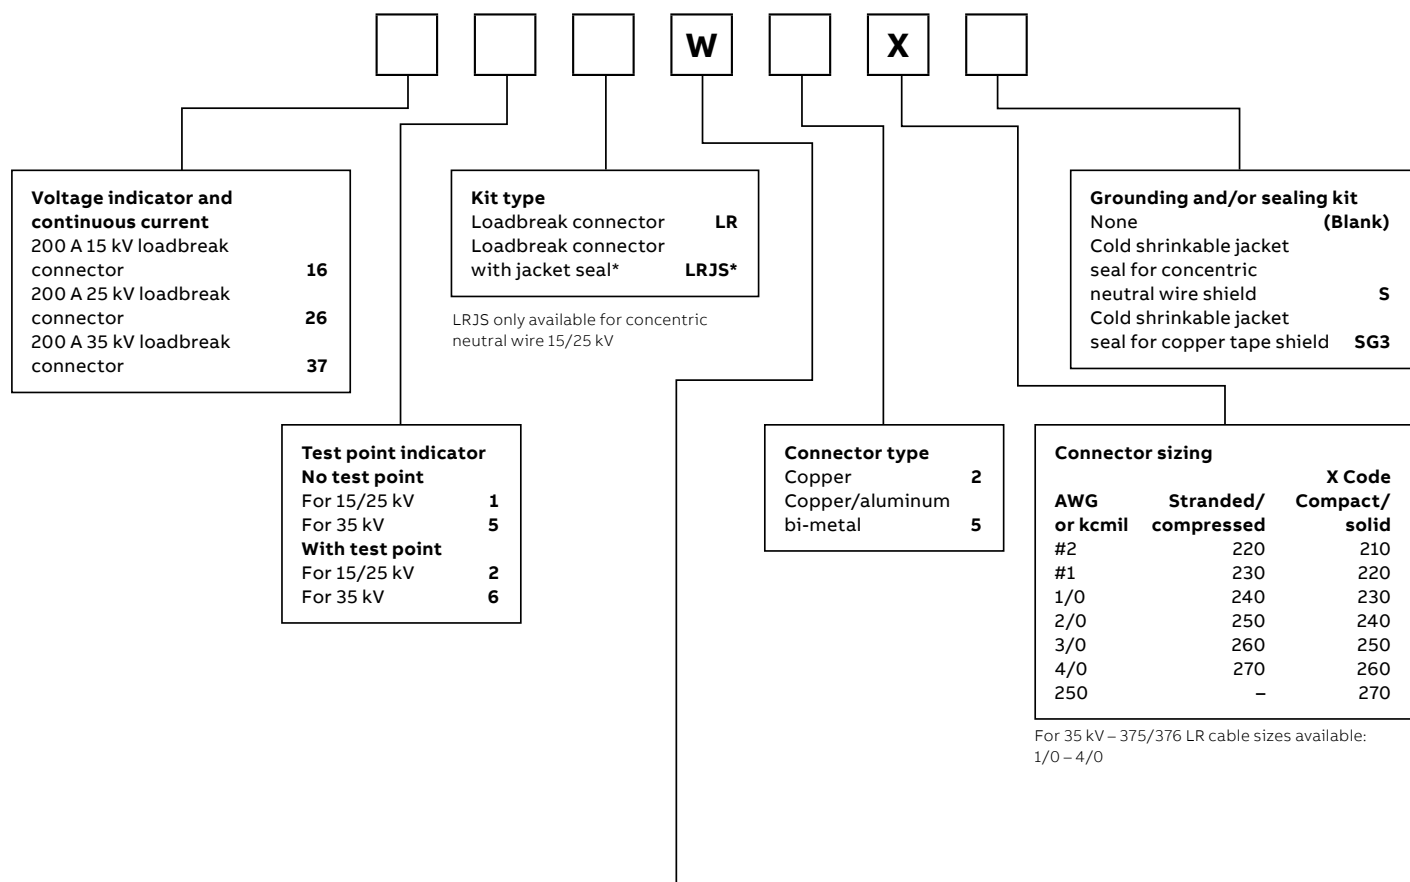 W X
Voltage indicator and
continuous current
200 A 15 kV loadbreak
connector 16
200 A 25 kV loadbreak
connector 26
200 A 35 kV loadbreak
connector 37
Kit type
Loadbreak connector LR
Loadbreak connector
with jacket seal* LRJS*
LRJS only available for concentric
neutral wire 15/25 kV
Grounding and/or sealing kit
None (Blank)
Cold shrinkable jacket
seal for concentric
neutral wire shield S
Cold shrinkable jacket
seal for copper tape shield SG3
Test point indicator
No test point
For 15/25 kV 1
For 35 kV 5
With test point
For 15/25 kV 2
For 35 kV 6
Connector type
Copper 2
Copper/aluminum
bi-metal 5
Connector sizing
X Code
AWG Stranded/ Compact/
or kcmil compressed solid
#2 220 210
#1 230 220
1/0 240 230
2/0 250 240
3/0 260 250
4/0 270 260
250 – 270
For 35 kV – 375/376 LR cable sizes available:
1/0 – 4/0